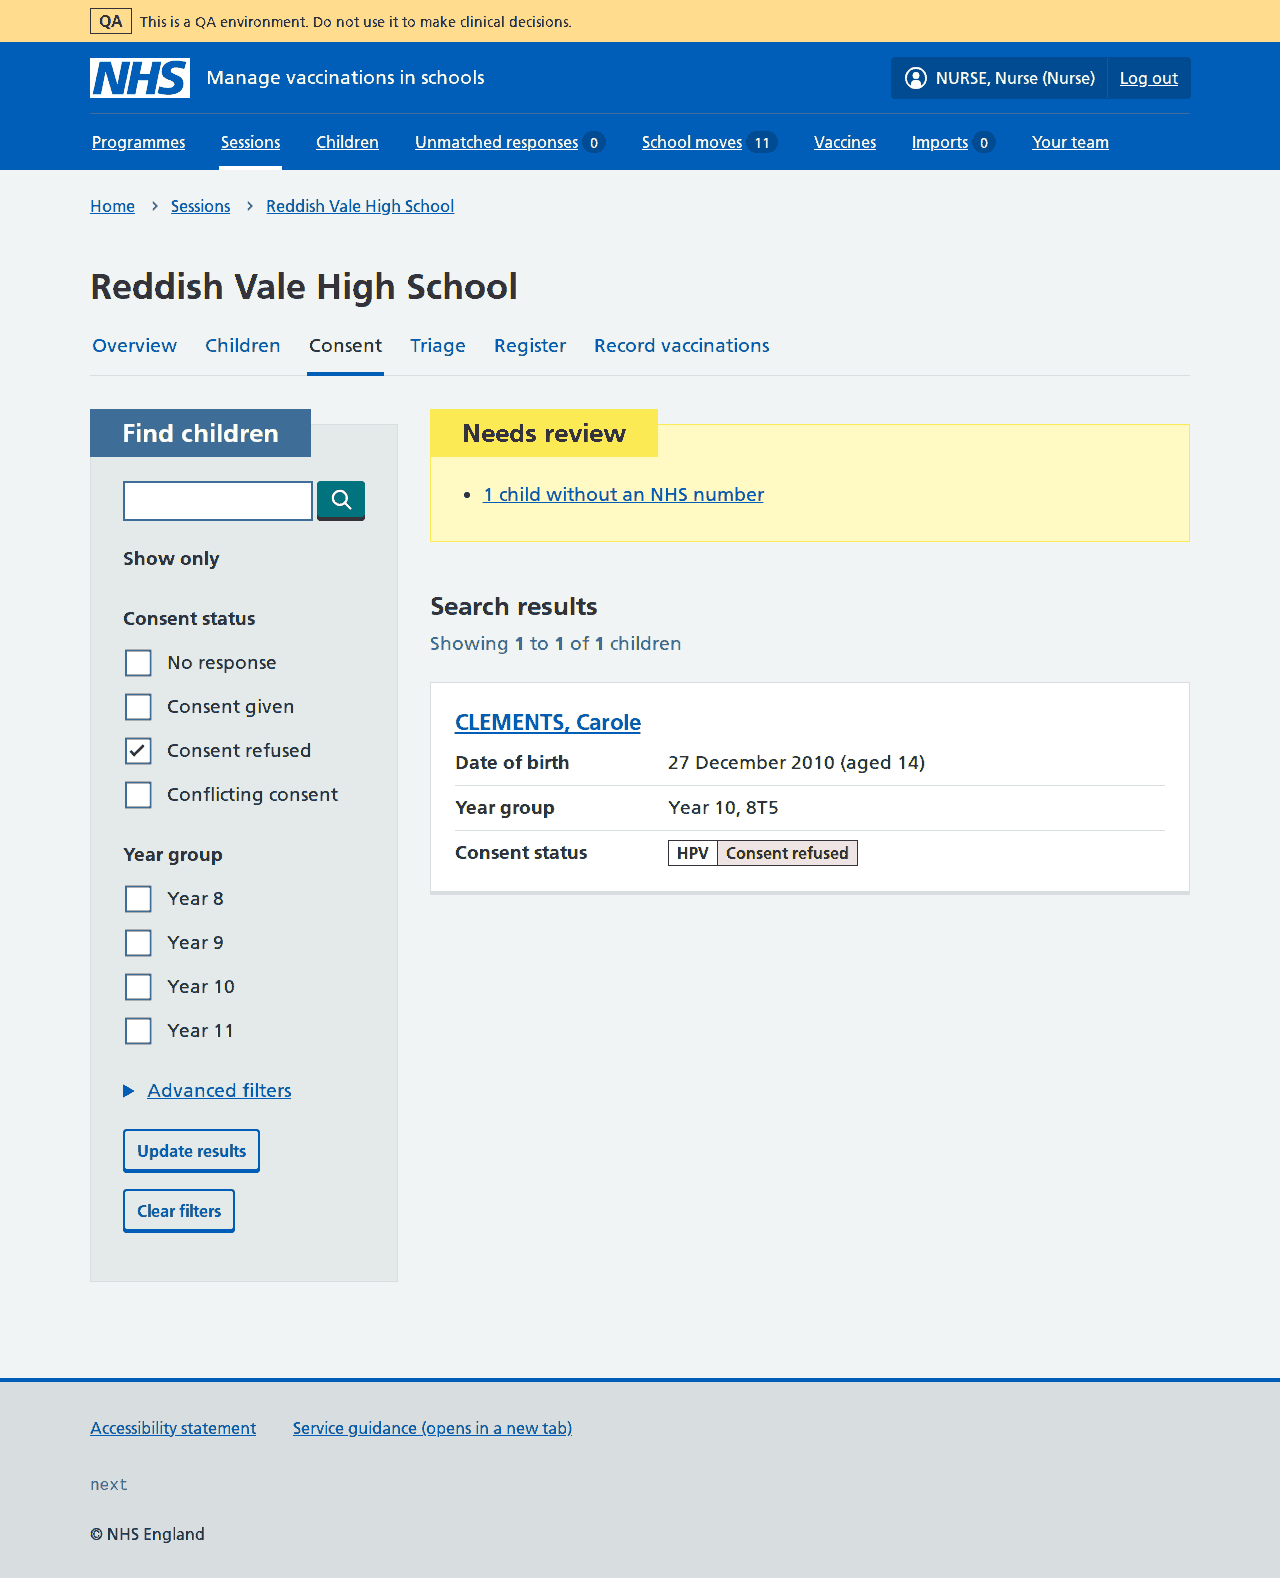 QA This is a QA environment. Do not use it to make clinical decisions.
NHS Manage vaccinations in schools NURSE, Nurse (Nurse) Log out
Programmes Sessions Children Unmatched responses 0 School moves 11 Vaccines Imports 0 Your team
Home Sessions Reddish Vale High School
Reddish Vale High School
Overview Children Consent Triage Register Record vaccinations
Find children
Show only
Consent status
No response
Consent given
Consent refused
Conflicting consent
Year group
Year 8
Year 9
Year 10
Year 11
Advanced filters
Update results
Clear filters
Needs review
1 child without an NHS number
Search results
Showing 1 to 1 of 1 children
CLEMENTS, Carole
Date of birth 27 December 2010 (aged 14)
Year group Year 10, 8T5
Consent status HPV Consent refused
Accessibility statement Service guidance (opens in a new tab)
next
© NHS England